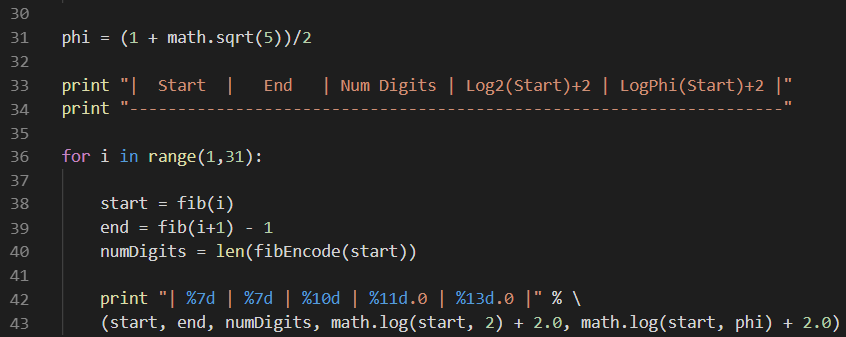 30
31 phi = (1 + math.sqrt(5))/2
32
33 print "|  Start  |   End   | Num Digits | Log2(Start)+2 | LogPhi(Start)+2 |"
34 print "--------------------------------------------------------------------"
35
36 for i in range(1,31):
37
38     start = fib(i)
39     end = fib(i+1) - 1
40     numDigits = len(fibEncode(start))
41
42     print "| %7d | %7d | %10d | %11d.0 | %13d.0 |" % \
43     (start, end, numDigits, math.log(start, 2) + 2.0, math.log(start, phi) + 2.0)